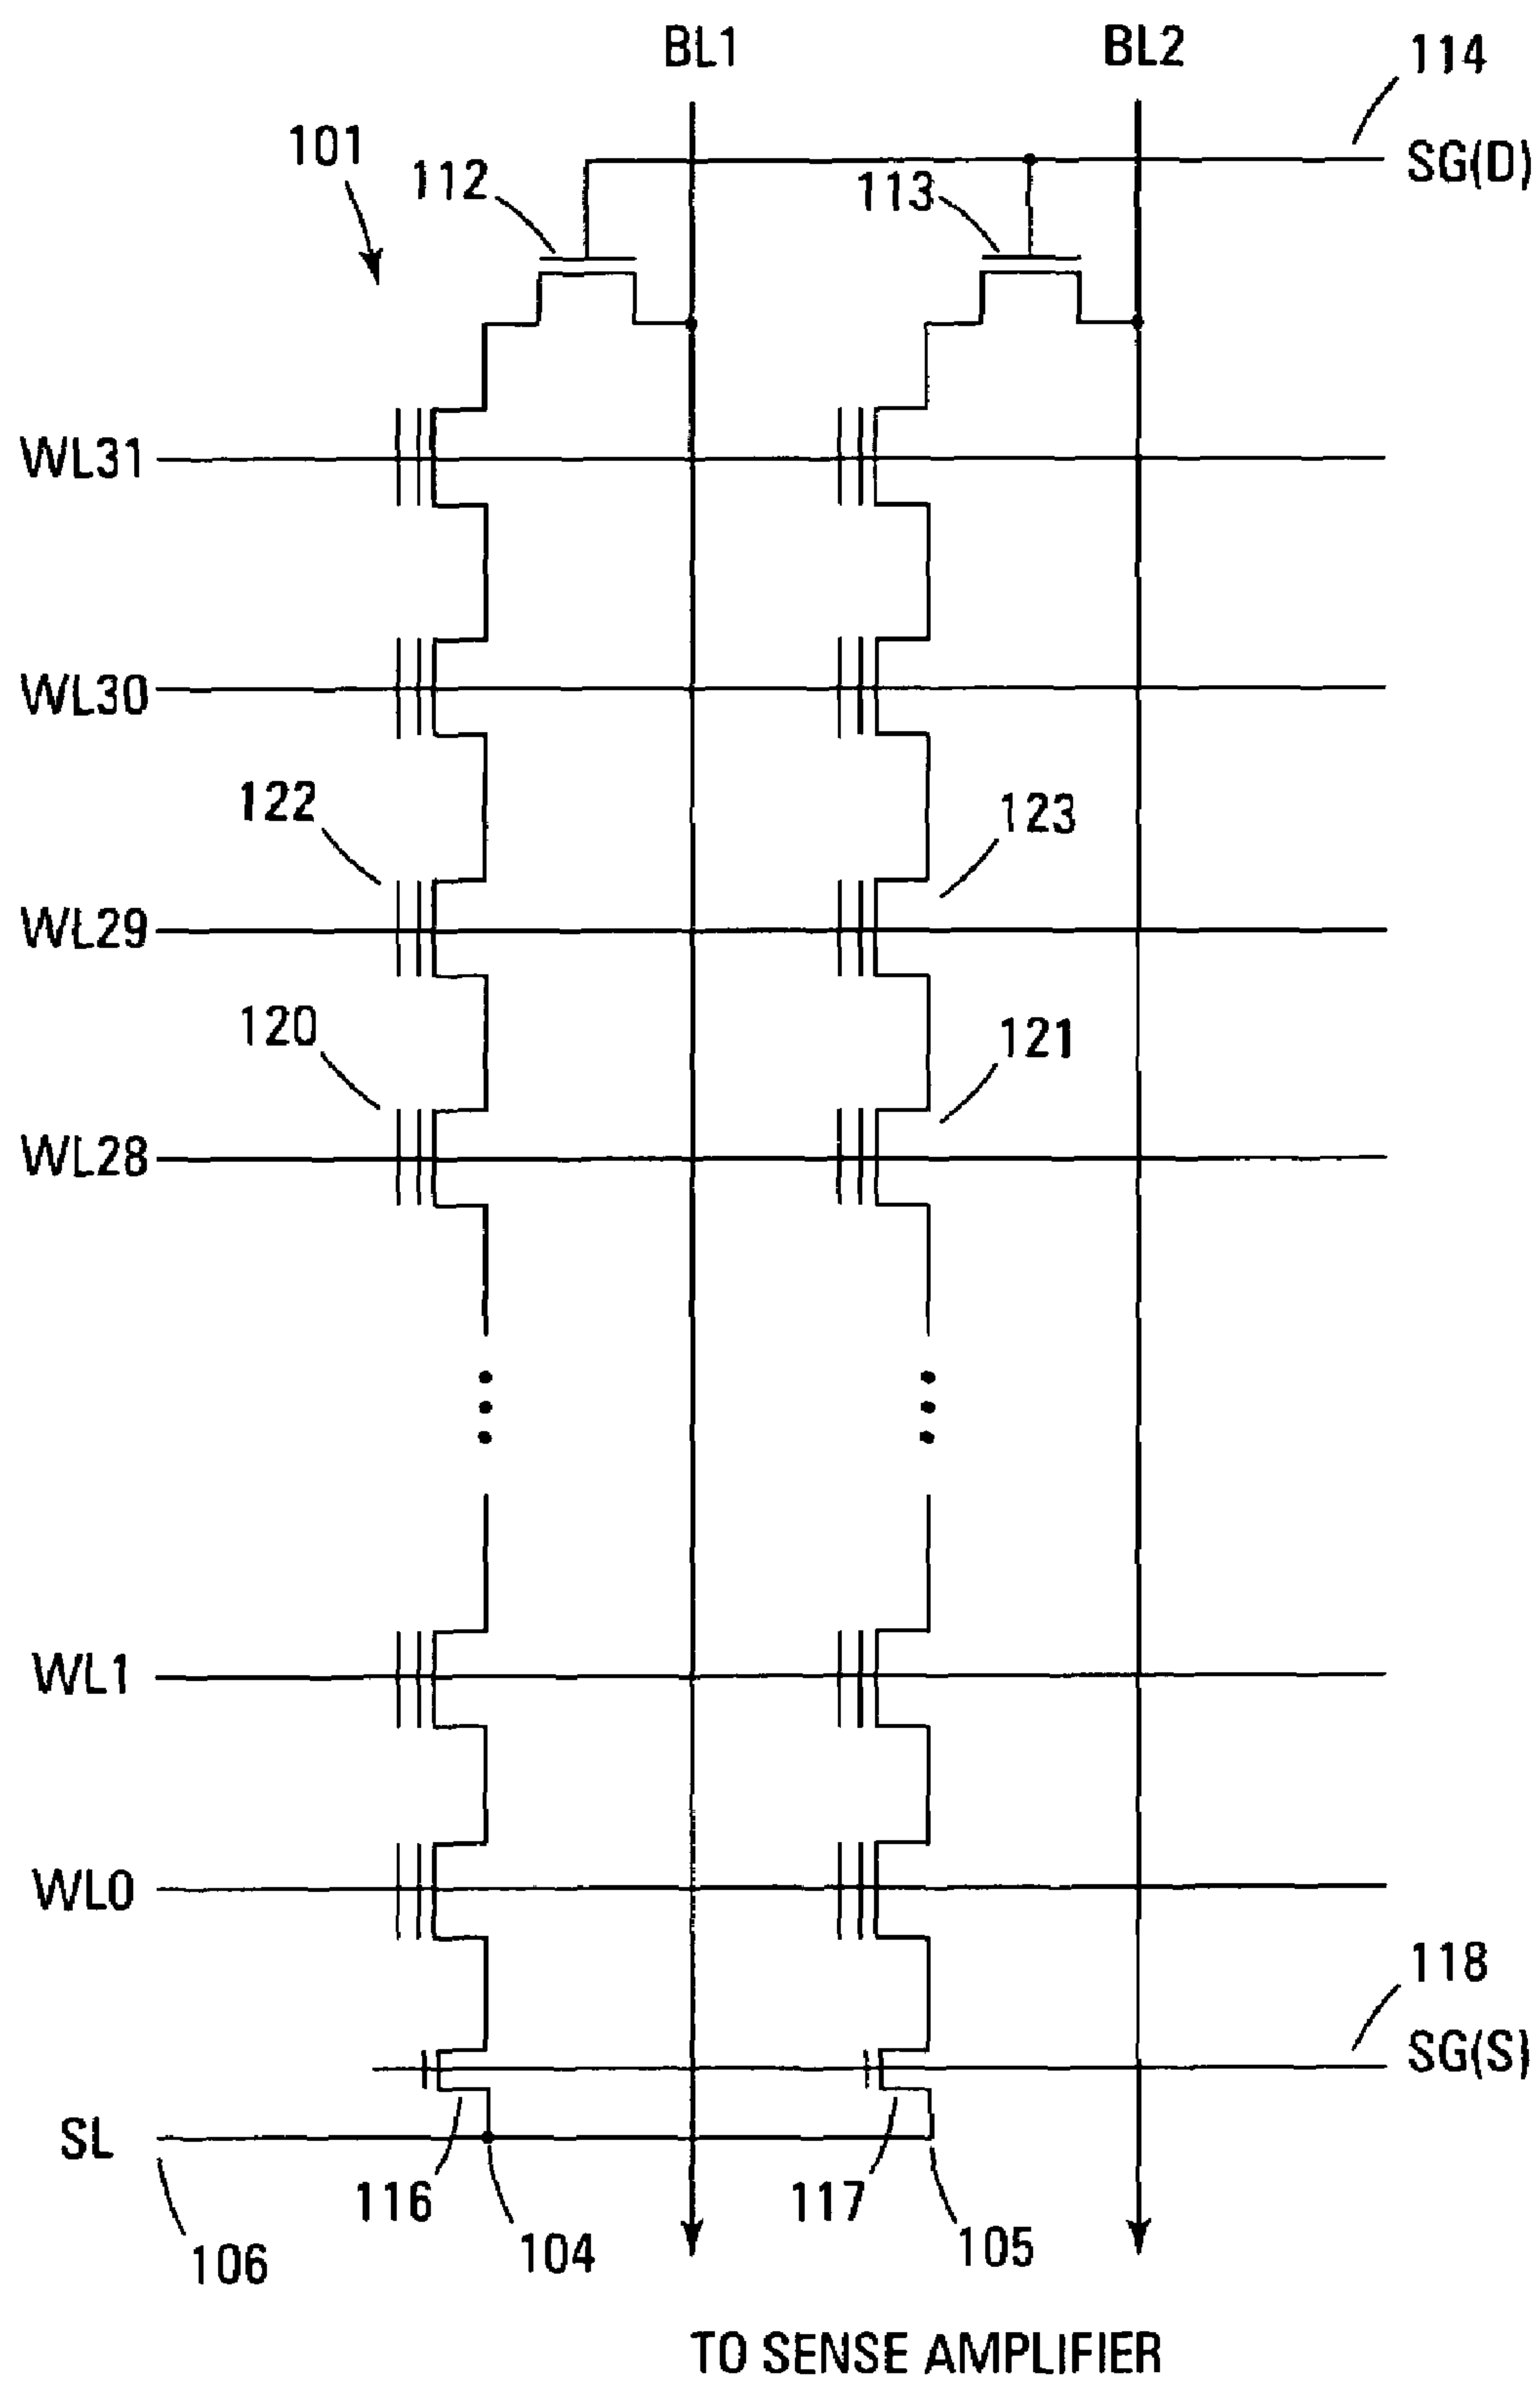 BL1
BL2
114
SG(D)
101
112
113
WL31
WL30
122
123
WL29
120
121
WL28
WL1
WL0
118
SG(S)
SL
116
117
106
104
105
TO SENSE AMPLIFIER